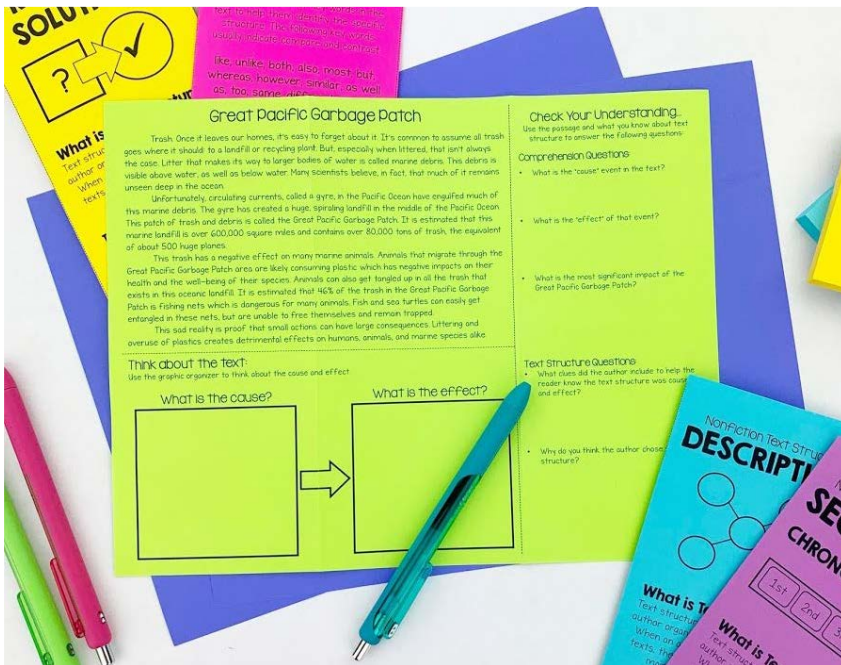 SOLUT
?
What is
Text struc
author or
When
texts,
text to help them identify the specific
structure. The following key words
usually indicate compare and contrast
like, unlike, both, also, most, but,
whereas, however, similar, as well
as, too, same,
Great Pacific Garbage Patch
Trash. Once it leaves our homes, it's easy to forget about it. It's common to assume all trash
goes where it should: to a landfill or recycling plant. But, especially when littered, that isn't always
the case. Litter that makes its way to larger bodies of water is called marine debris. This debris is
visible above water, as well as below water. Many scientists believe, in fact, that much of it remains
unseen deep in the ocean.
Unfortunately, circulating currents, called a gyre, in the Pacific Ocean have engulfed much of
this marine debris. The gyre has created a huge, spiraling landfill in the middle of the Pacific Ocean.
This patch of trash and debris is called the Great Pacific Garbage Patch. It is estimated that this
marine landfill is over 600,000 square miles and contains over 80,000 tons of trash, the equivalent
of about 500 huge planes.
This trash has a negative effect on many marine animals. Animals that migrate through the
Great Pacific Garbage Patch area are likely consuming plastic which has negative impacts on their
health and the well-being of their species. Animals can also get tangled up in all the trash that
exists in this oceanic landfill. It is estimated that 46% of the trash in the Great Pacific Garbage
Patch is fishing nets which is dangerous for many animals. Fish and sea turtles can easily get
entangled in these nets, but are unable to free themselves and remain trapped.
This sad reality is proof that small actions can have large consequences. Littering and
overuse of plastics creates detrimental effects on humans, animals, and marine species alike.
Think about the text:
Use the graphic organizer to think about the cause and effect
What is the cause?
What is the effect?
Check Your Understanding...
Use the passage and what you know about text
structure to answer the following questions:
Comprehension Questions:
• What is the "cause" event in the text?
• What is the "effect" of that event?
• What is the most significant impact of the
Great Pacific Garbage Patch?
Text Structure Questions:
• What clues did the author include to help the
reader know the text structure was cause
and effect?
• Why do you think the author chose
structure?
Nonfiction Text Struc
DESCRIPTI
What is T
Text structu
author organ
When an
texts, the
SE
CHRON
1st
2nd
3
What is T
Text struc
author